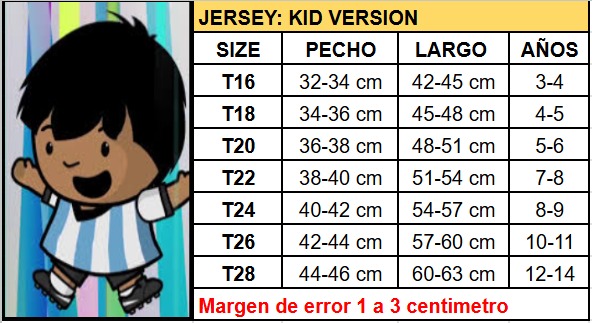 JERSEY: KID VERSION
SIZE PECHO LARGO AÑOS
T16 32-34 cm 42-45 cm 3-4
T18 34-36 cm 45-48 cm 4-5
T20 36-38 cm 48-51 cm 5-6
T22 38-40 cm 51-54 cm 7-8
T24 40-42 cm 54-57 cm 8-9
T26 42-44 cm 57-60 cm 10-11
T28 44-46 cm 60-63 cm 12-14
Margen de error 1 a 3 centimetro